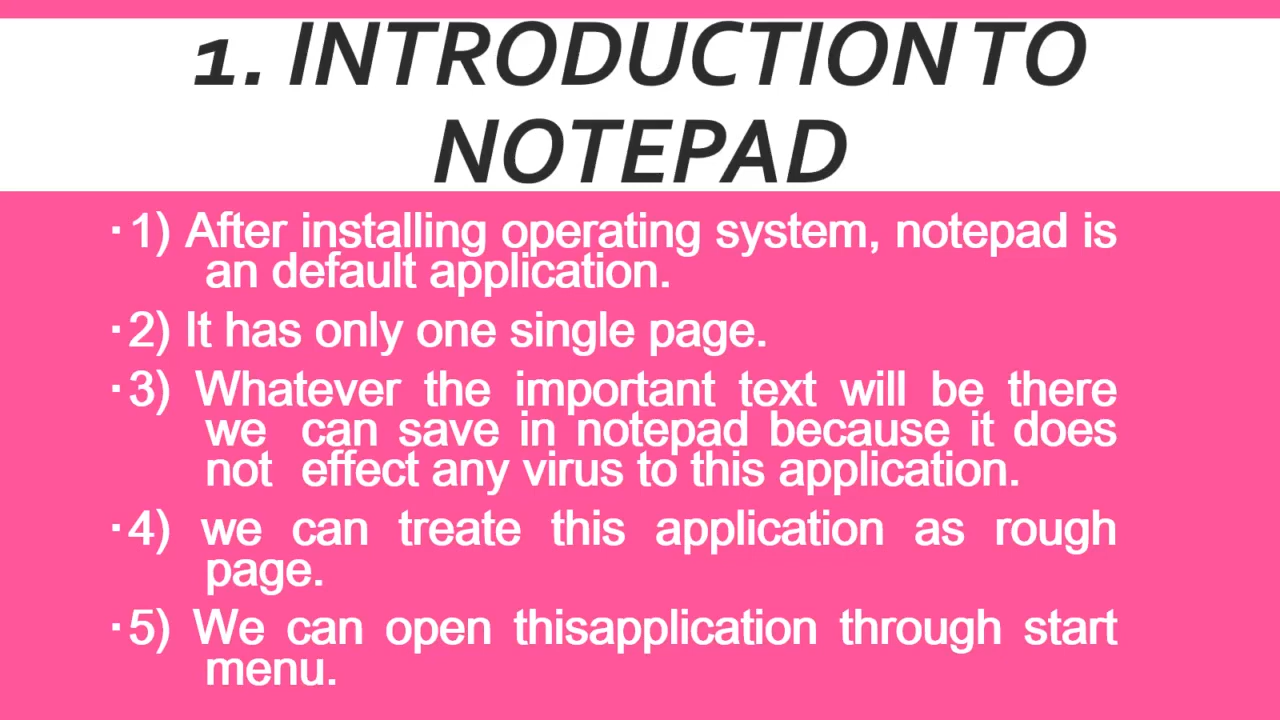 1. INTRODUCTION TO
NOTEPAD
▪ 1) After installing operating system, notepad is
an default application.
▪ 2) It has only one single page.
▪ 3) Whatever the important text will be there
we can save in notepad because it does
not effect any virus to this application.
▪ 4) we can treate this application as rough
page.
▪ 5) We can open thisapplication through start
menu.